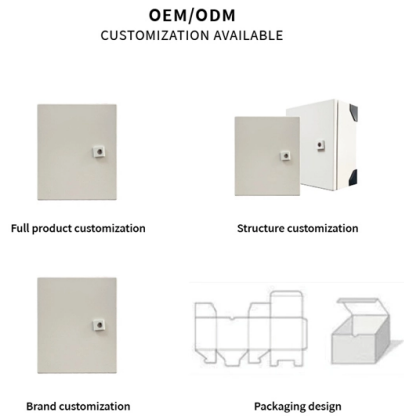 OEM/ODM
CUSTOMIZATION AVAILABLE
Full product customization
Structure customization
Brand customization
Packaging design